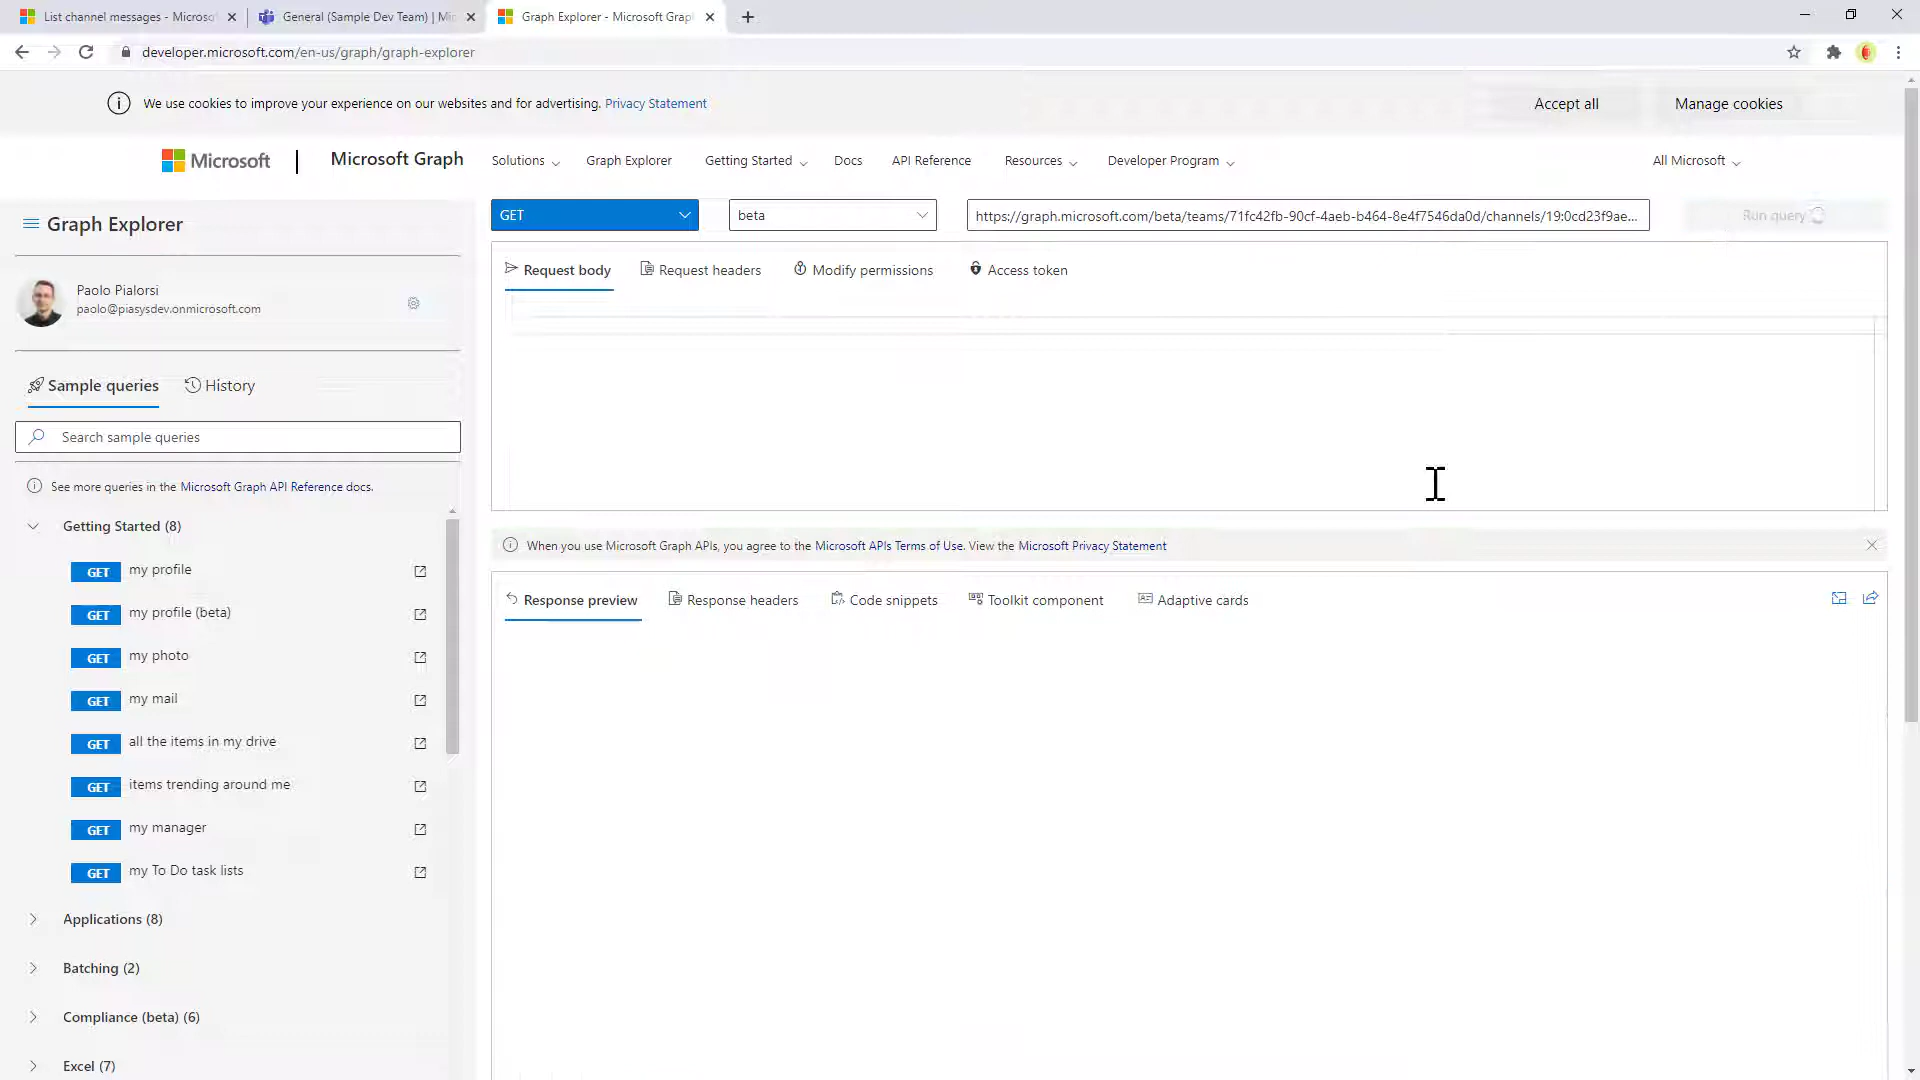 List channel messages - Microso
General (Sample Dev Team) | Mi
Graph Explorer - Microsoft Grap
developer.microsoft.com/en-us/graph/graph-explorer
We use cookies to improve your experience on our websites and for advertising. Privacy Statement
Accept all
Manage cookies
Microsoft
Microsoft Graph
Solutions
Graph Explorer
Getting Started
Docs
API Reference
Resources
Developer Program
All Microsoft
Graph Explorer
GET
beta
https://graph.microsoft.com/beta/teams/71fc42fb-90cf-4aeb-b464-8e4f7546da0d/channels/19:0cd23f9ae...
Run query
Paolo Pialorsi
paolo@piasysdev.onmicrosoft.com
Request body
Request headers
Modify permissions
Access token
Sample queries
History
Search sample queries
See more queries in the Microsoft Graph API Reference docs.
Getting Started (8)
GET my profile
GET my profile (beta)
GET my photo
GET my mail
GET all the items in my drive
GET items trending around me
GET my manager
GET my To Do task lists
Applications (8)
Batching (2)
Compliance (beta) (6)
Excel (7)
When you use Microsoft Graph APIs, you agree to the Microsoft APIs Terms of Use. View the Microsoft Privacy Statement
Response preview
Response headers
Code snippets
Toolkit component
Adaptive cards